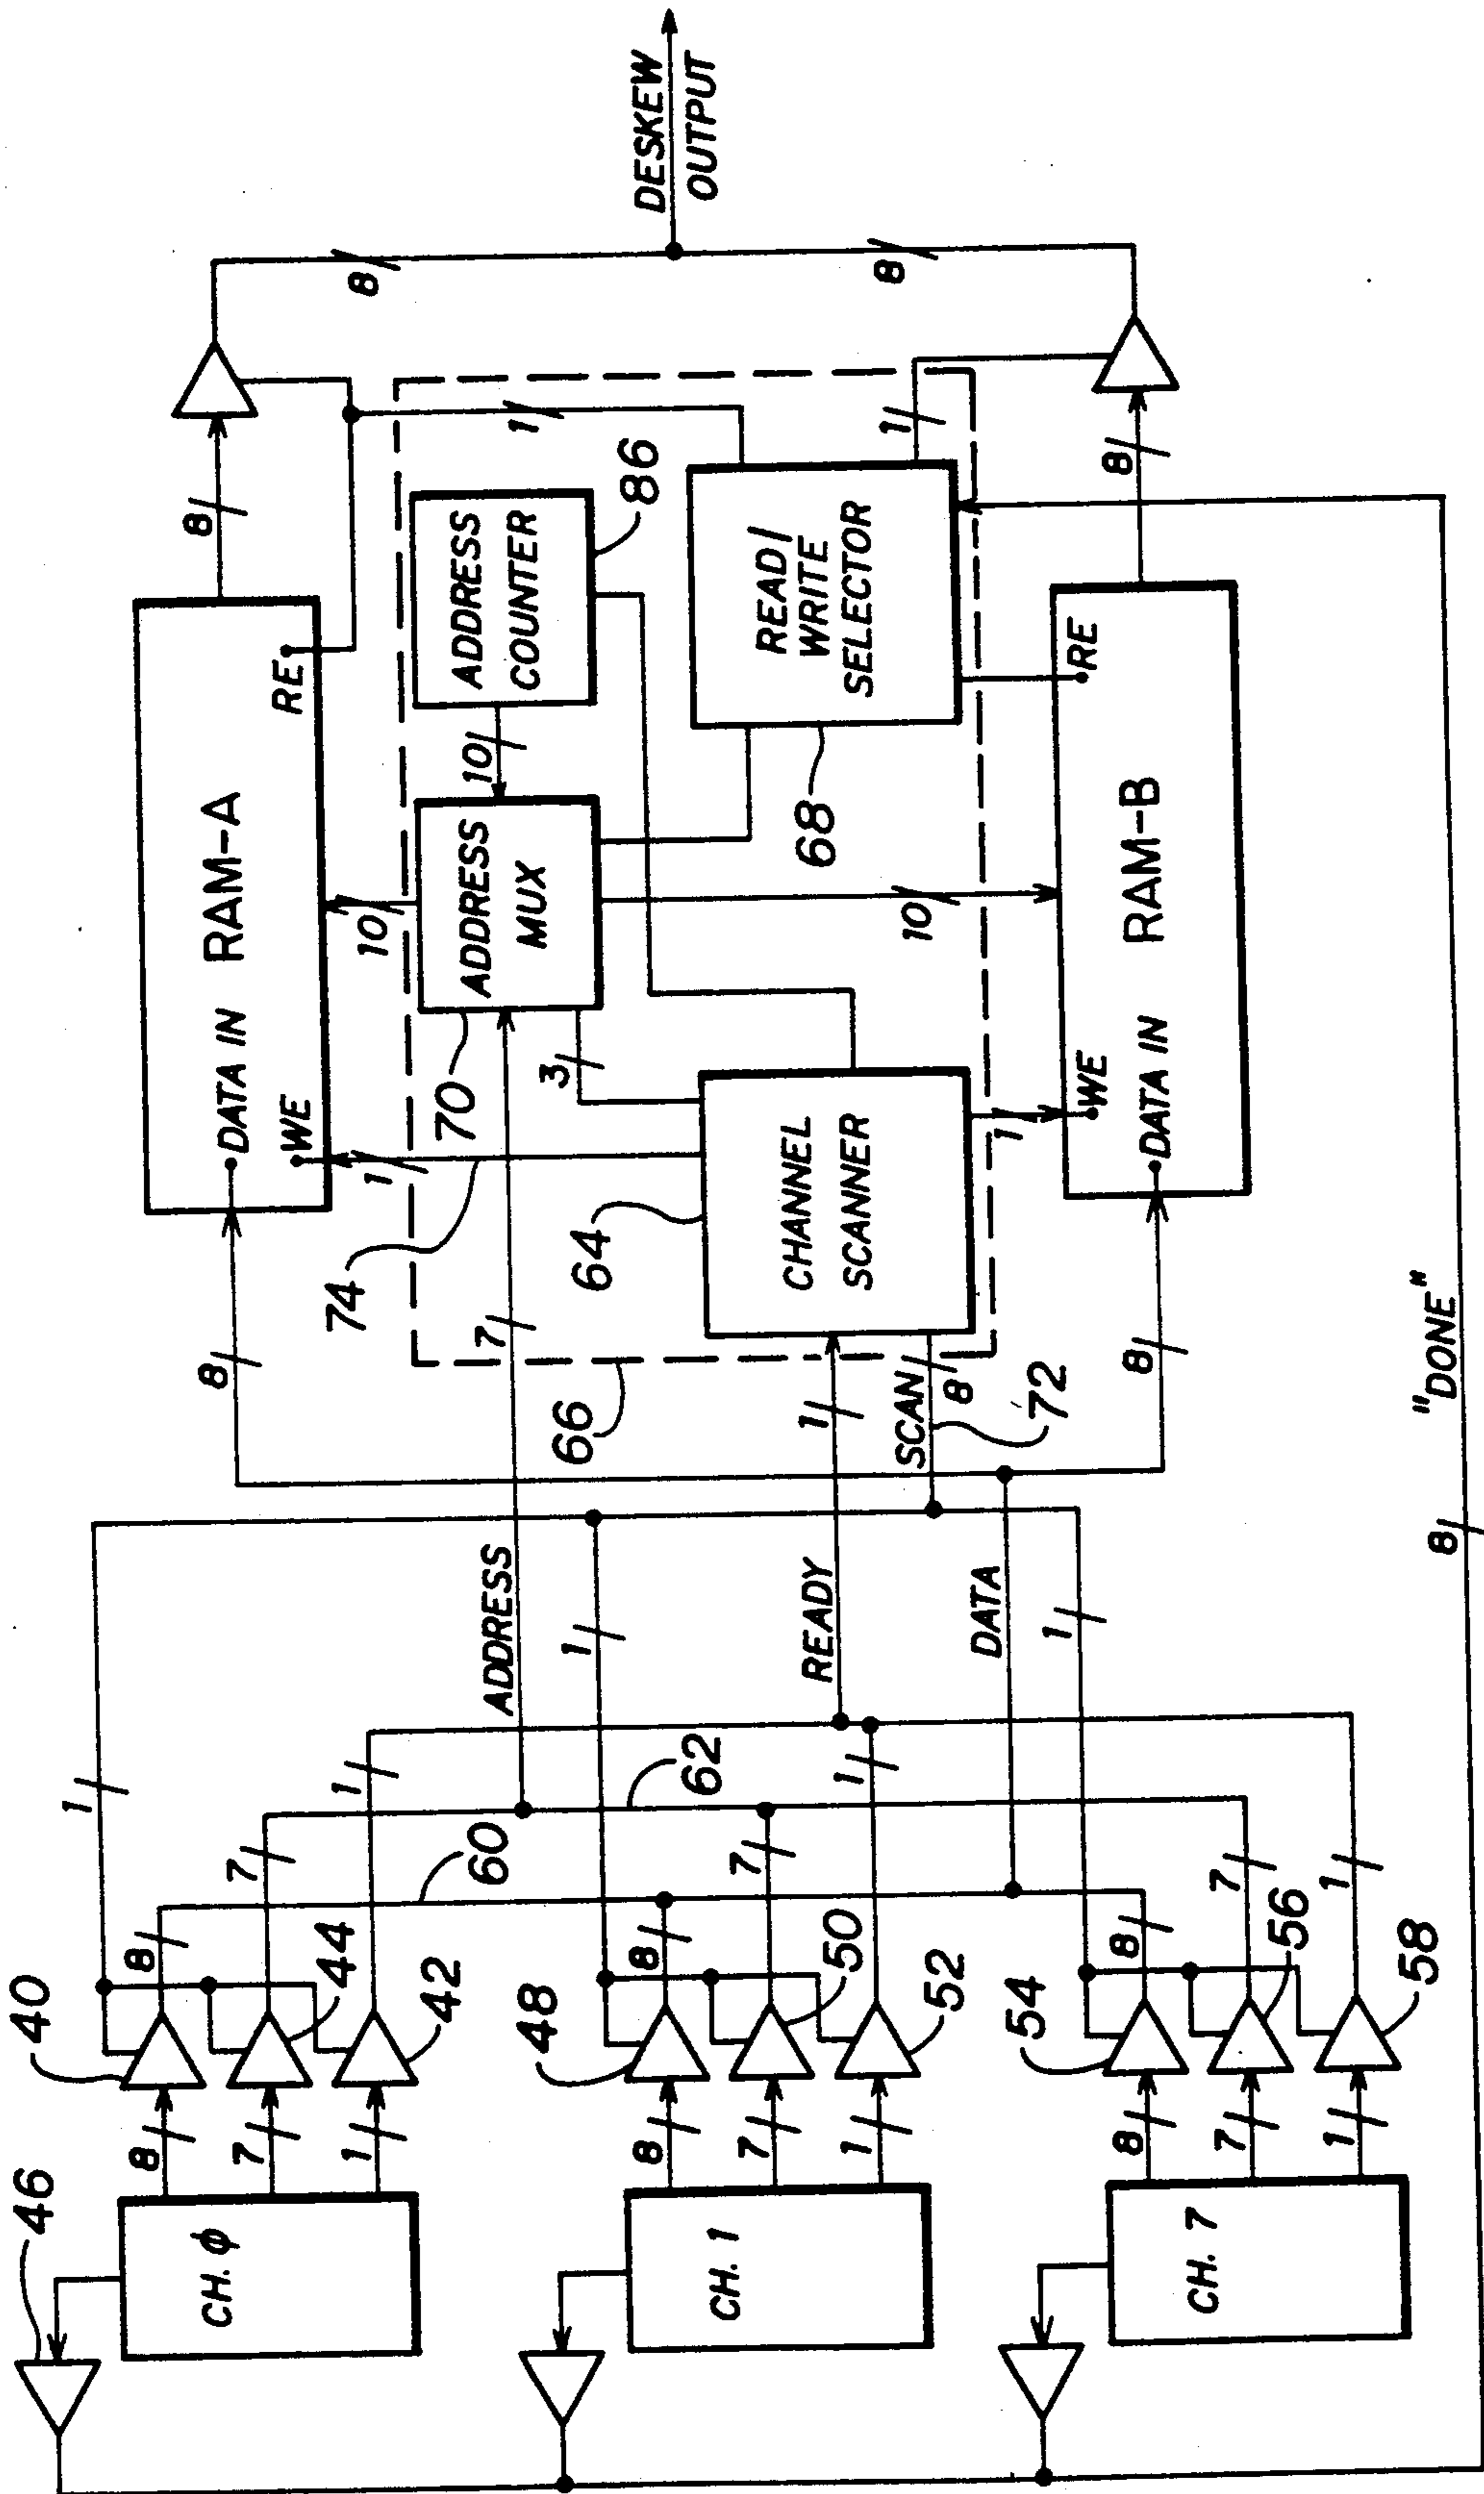 46
CH. ϕ
8
7
1
40
44
42
8
7
1
1
60
62
CH. 1
8
7
1
48
50
52
8
7
1
1
CH. 7
8
7
1
54
56
58
8
7
1
1
ADDRESS
READY
DATA
8
"DONE"
8
8
66
7
1
SCAN
8
72
74
64
CHANNEL
SCANNER
1
1
3
70
ADDRESS
MUX
10
10
10
ADDRESS
COUNTER
86
READ/
WRITE
SELECTOR
68
RAM-A
DATA IN
WE
RE
RAM-B
DATA IN
WE
RE
8
8
1
1
8
8
DESKEW
OUTPUT